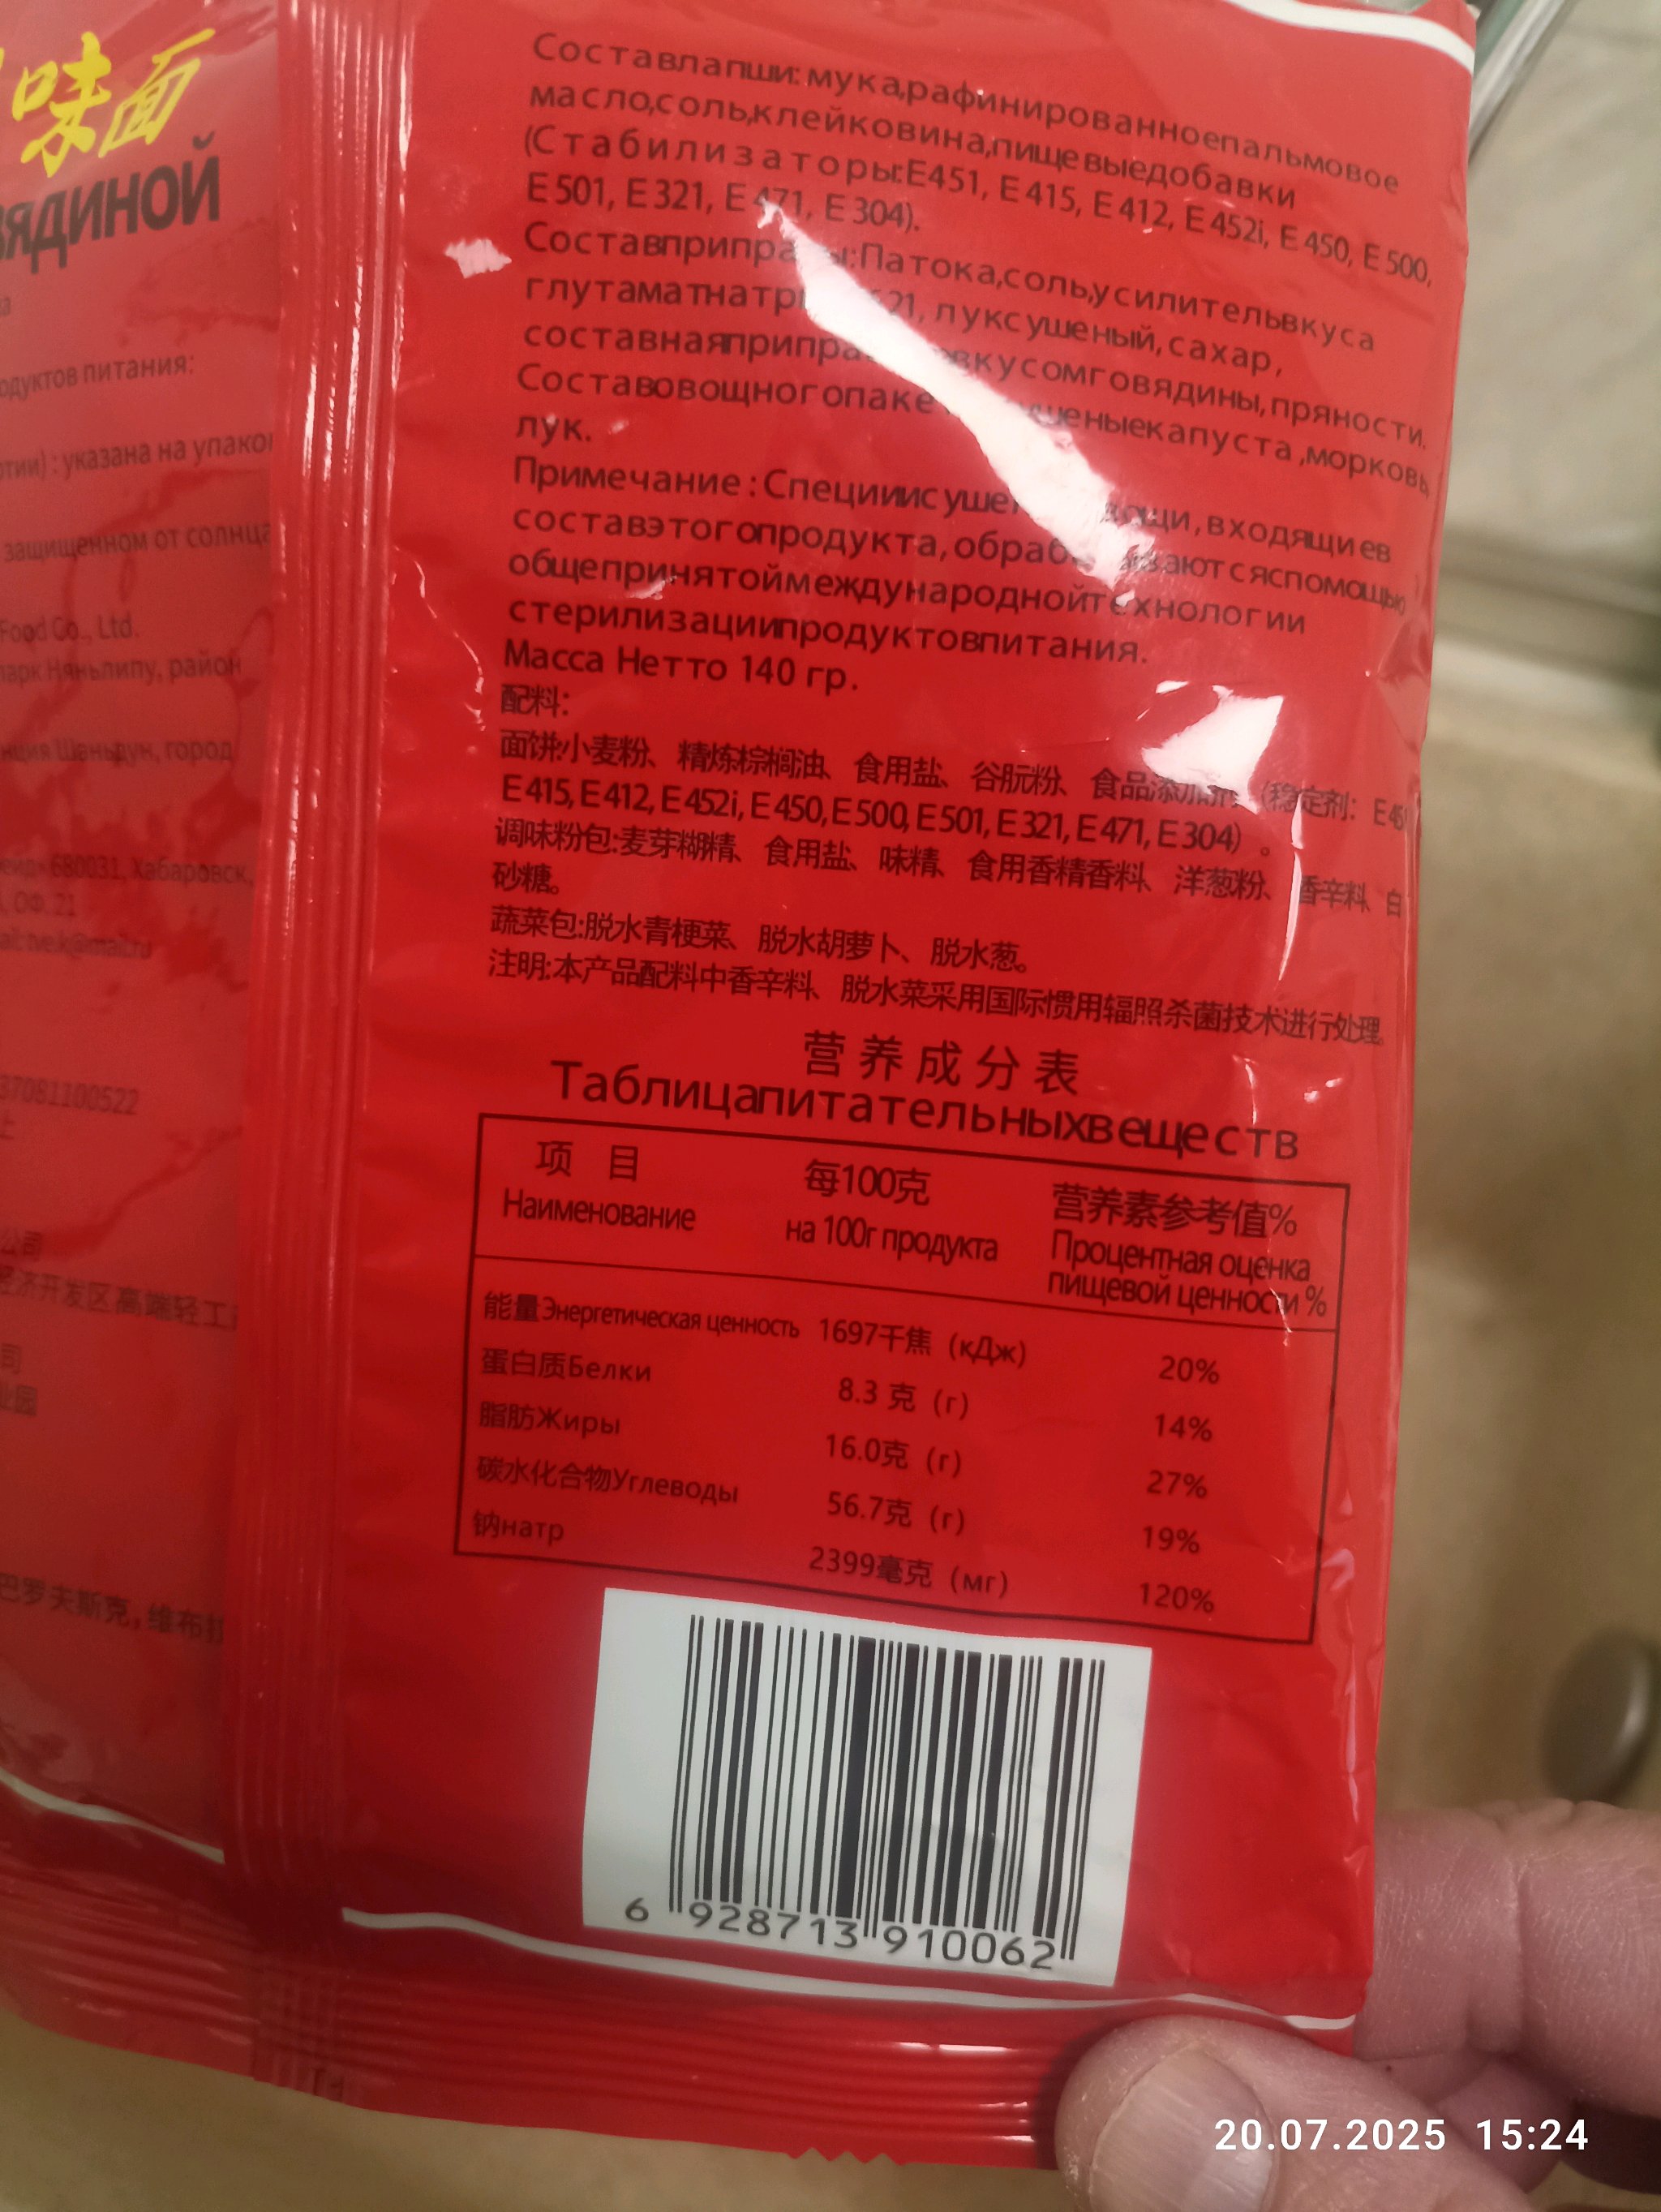 味面
ВЯДИНОЙ
одуктов питания:
указана на упаков
защищенном от солнца
Food Co., Ltd.
парк Няньлипу, район
Шаньдун, город
680031, Хабаровск,
ОФ. 21
37081100522
公司
经济开发区高端轻工
司
业园
巴罗夫斯克, 维布
Составлапши: мука,рафинированноепальмовое
масло,соль,клейковина,пищевыедобавки
(Стабилизаторы:E451, E415, E412, E452i, E450, E500,
E501, E321, E471, E304).
Составприправы:Патока,соль,усилительвкуса
глутаматнатр 21, луксушеный, сахар,
составнаяприпра вкусомговядины,пряности.
Составовощногопаке шеныекапуста,морковь,
лук.
Примечание: Специиисуше вощи, входящиев
составэтогопродукта, обраб ываютсяспомощью
общепринятоймеждународнойтехнологии
стерилизациипродуктовпитания.
Масса Нетто 140 гр.
配料:
面饼:小麦粉、精炼棕榈油、食用盐、谷朊粉、食品添加剂（稳定剂：E451
E415, E412, E452i, E450, E500, E501, E321, E471, E304）。
调味粉包:麦芽糊精、食用盐、味精、食用香精香料、洋葱粉、香辛料、白
砂糖。
蔬菜包:脱水青梗菜、脱水胡萝卜、脱水葱。
注明:本产品配料中香辛料、脱水菜采用国际惯用辐照杀菌技术进行处理。
营养成分表
Таблицапитательныхвеществ
项 目 每100克 营养素参考值%
Наименование на 100г продукта Процентная оценка
пищевой ценности %
能量Энергетическая ценность 1697千焦（кДж） 20%
蛋白质Белки 8.3 克（г） 14%
脂肪Жиры 16.0克（г） 27%
碳水化合物Углеводы 56.7克（г） 19%
钠натр 2399毫克（мг） 120%
6 928713 910062
20.07.2025 15:24